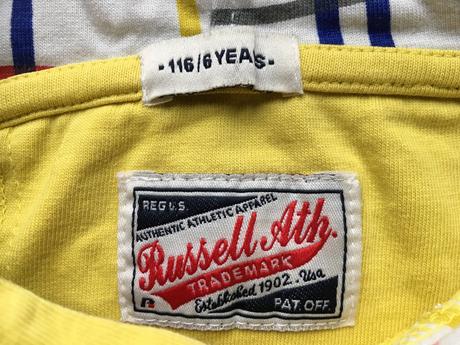 -116/6 YEARS-
REG U.S.
AUTHENTIC ATHLETIC APPAREL
Russell Ath.
TRADEMARK
Established 1902.. Usa
R PAT. OFF.